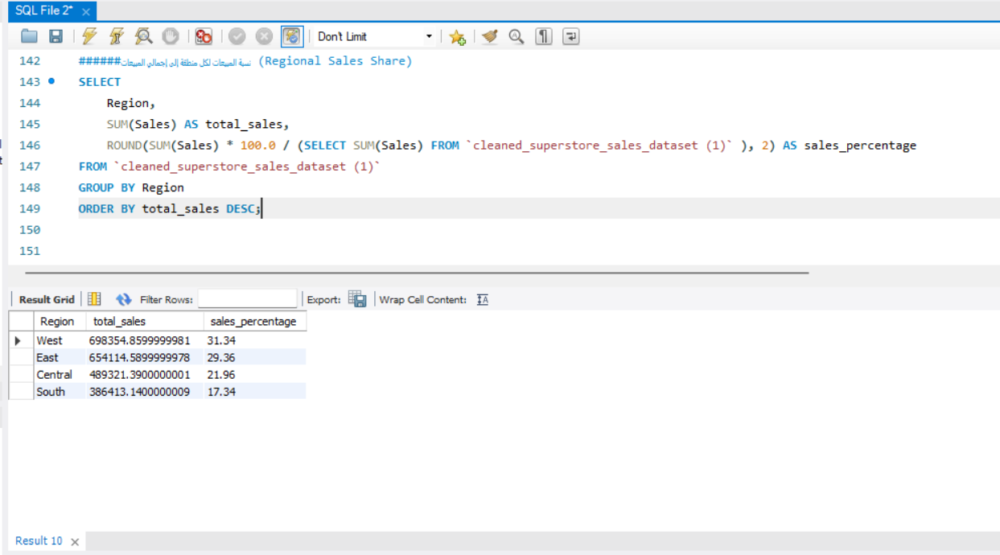 SQL File 2*
Don't Limit
142 ###### نسبة المبيعات لكل منطقة إلى إجمالي المبيعات (Regional Sales Share)
143 SELECT
144 Region,
145 SUM(Sales) AS total_sales,
146 ROUND(SUM(Sales) * 100.0 / (SELECT SUM(Sales) FROM `cleaned_superstore_sales_dataset (1)` ), 2) AS sales_percentage
147 FROM `cleaned_superstore_sales_dataset (1)`
148 GROUP BY Region
149 ORDER BY total_sales DESC;
150
151
Result Grid Filter Rows: Export: Wrap Cell Content:
Region total_sales sales_percentage
West 698354.8599999981 31.34
East 654114.5899999978 29.36
Central 489321.3900000001 21.96
South 386413.1400000009 17.34
Result 10